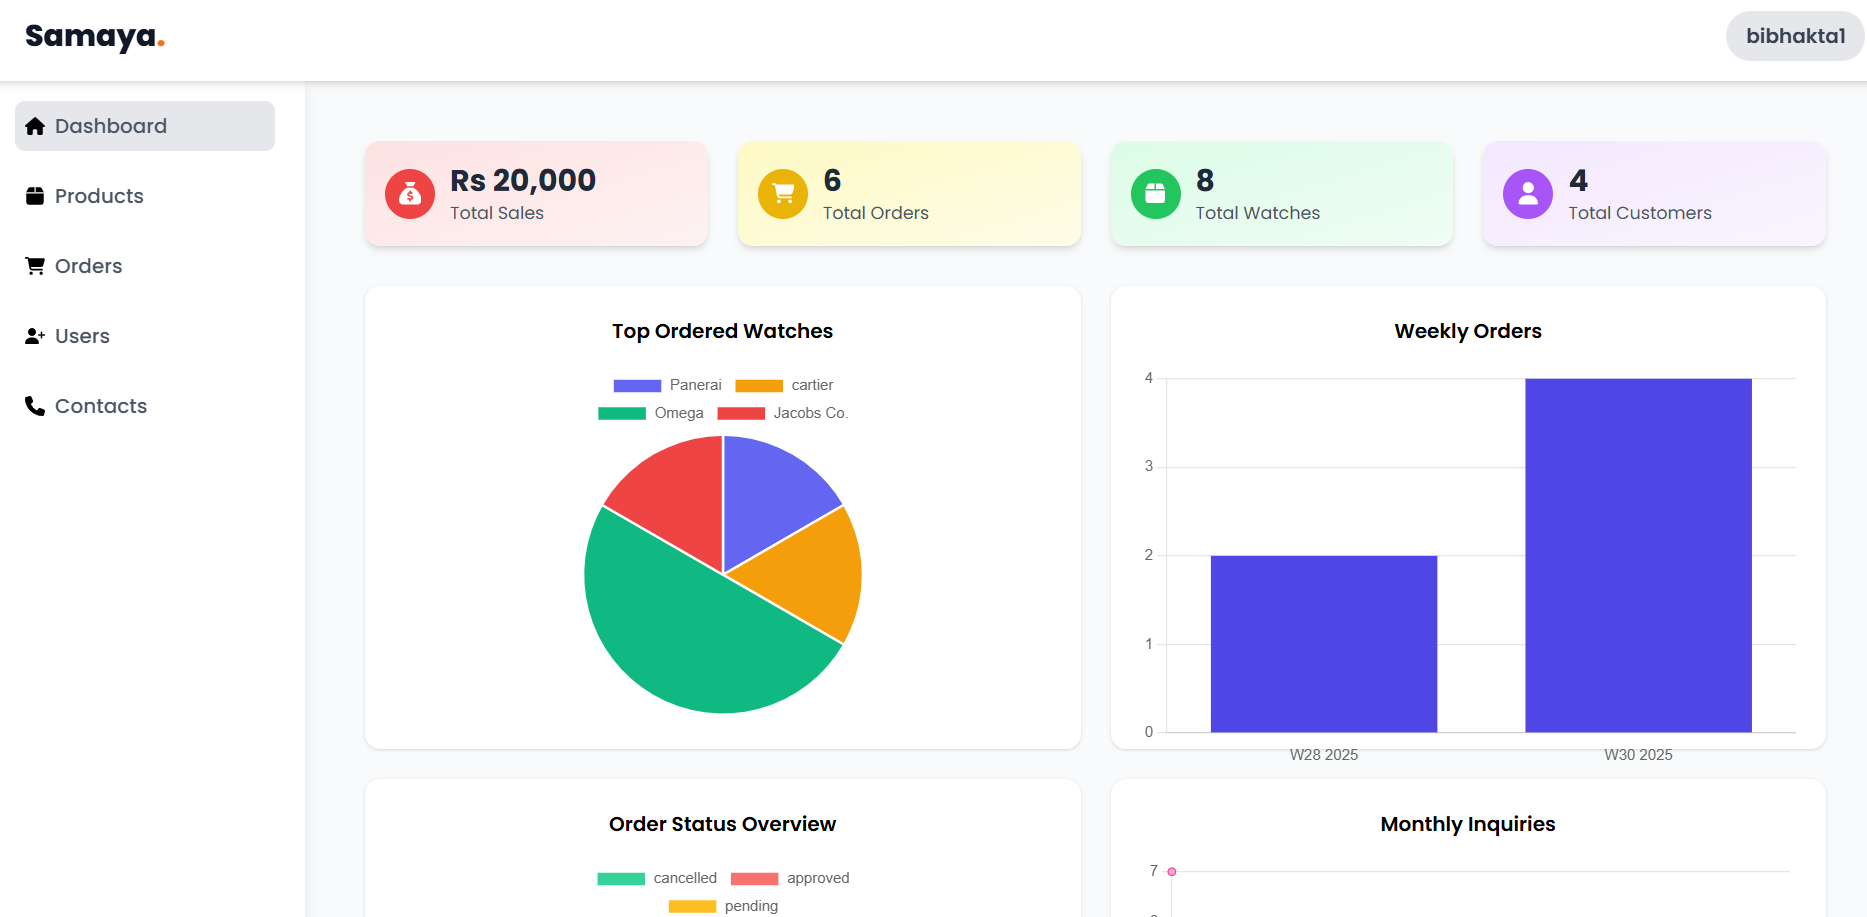 Samaya.
bibhakta1
Dashboard
Products
Orders
Users
Contacts
Rs 20,000
Total Sales
6
Total Orders
8
Total Watches
4
Total Customers
Top Ordered Watches
Panerai cartier
Omega Jacobs Co.
Weekly Orders
4
3
2
1
0
W28 2025 W30 2025
Order Status Overview
cancelled approved
pending
Monthly Inquiries
7